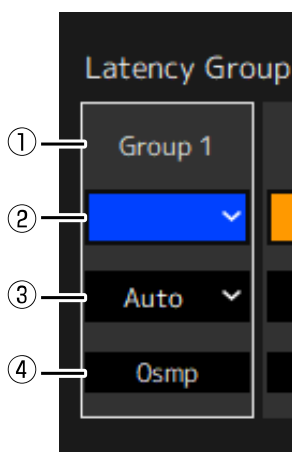 Latency Group
① Group 1
②
③ Auto
④ 0smp